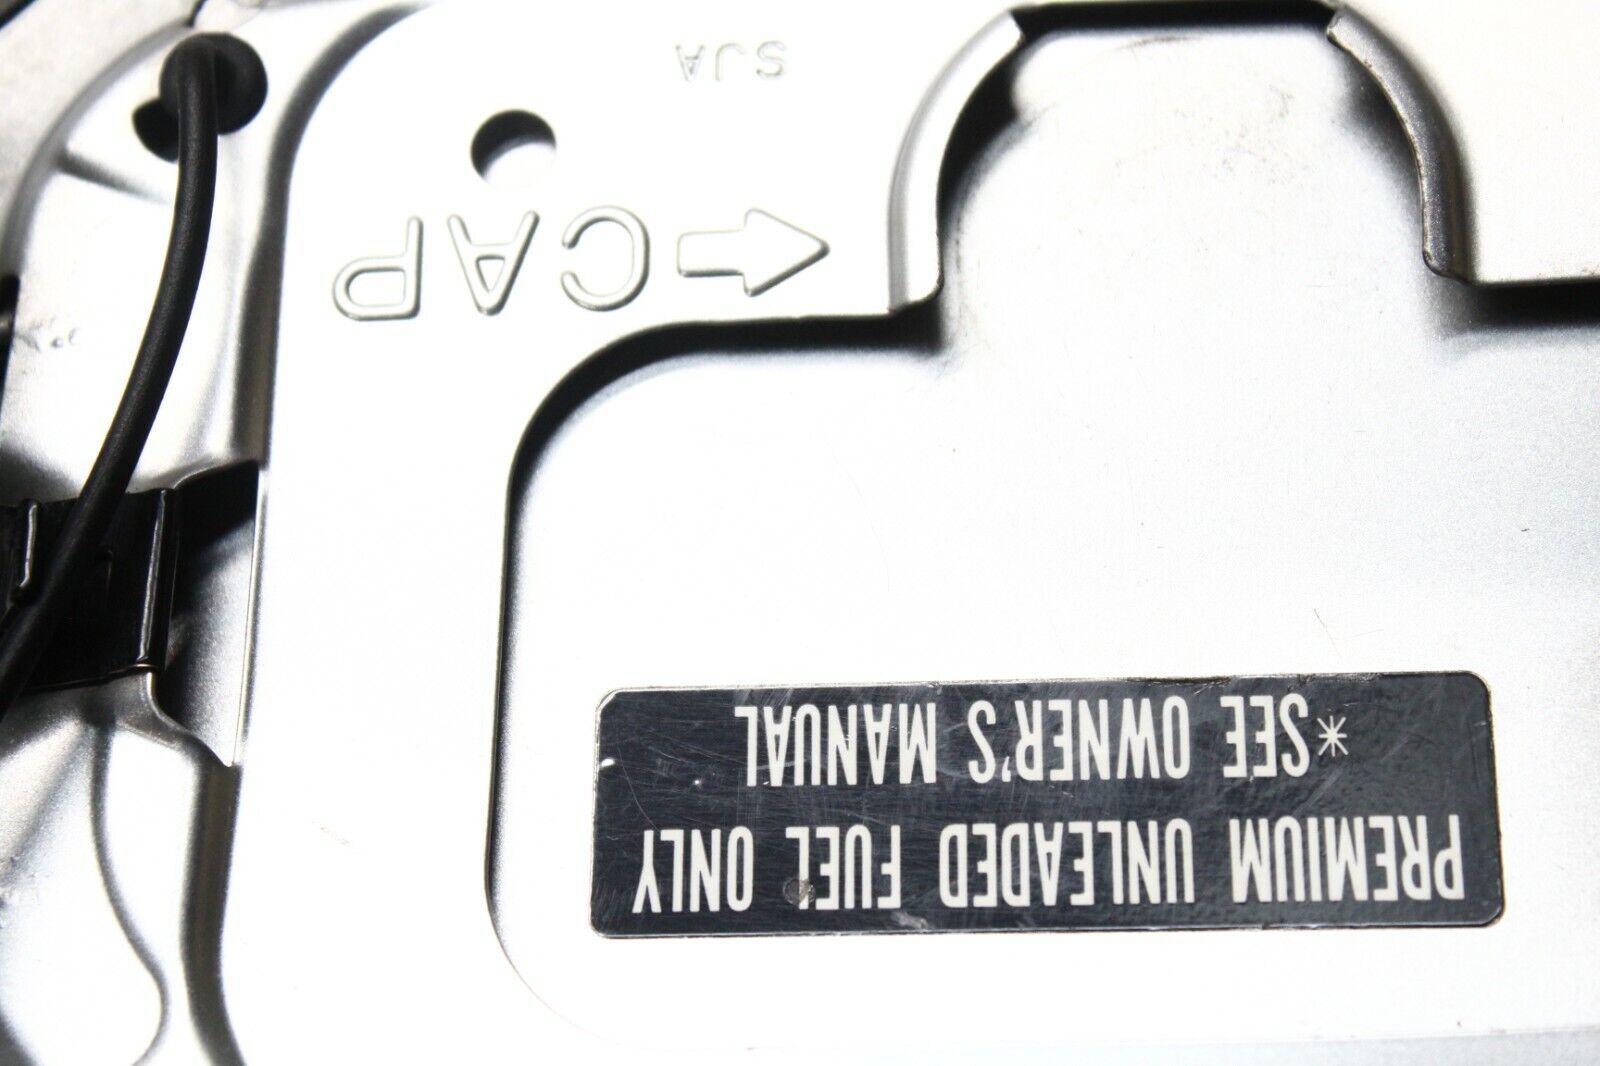 PREMIUM UNLEADED FUEL ONLY
*SEE OWNER'S MANUAL
←CAP
SJA